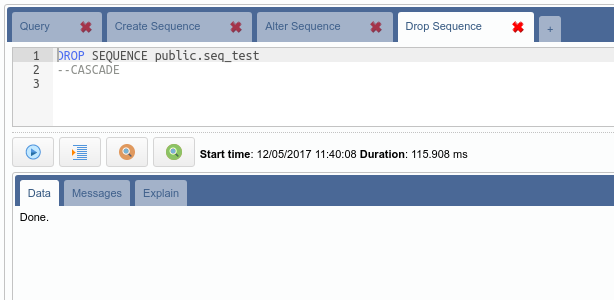 Query Create Sequence Alter Sequence Drop Sequence +
1 DROP SEQUENCE public.seq_test
2 --CASCADE
3
Start time: 12/05/2017 11:40:08 Duration: 115.908 ms
Data Messages Explain
Done.